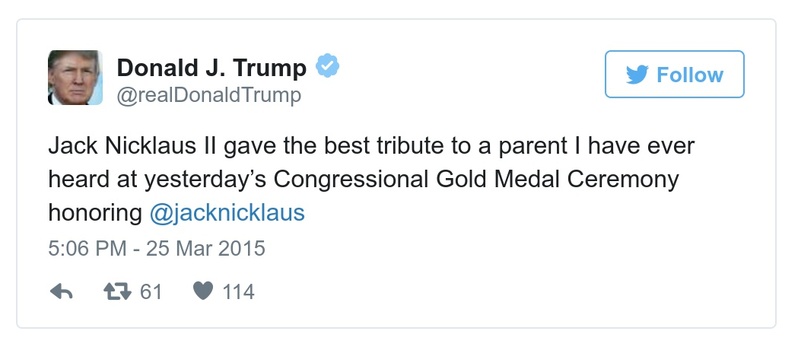 Donald J. Trump
@realDonaldTrump
Follow
Jack Nicklaus II gave the best tribute to a parent I have ever
heard at yesterday’s Congressional Gold Medal Ceremony
honoring @jacknicklaus
5:06 PM - 25 Mar 2015
61 114